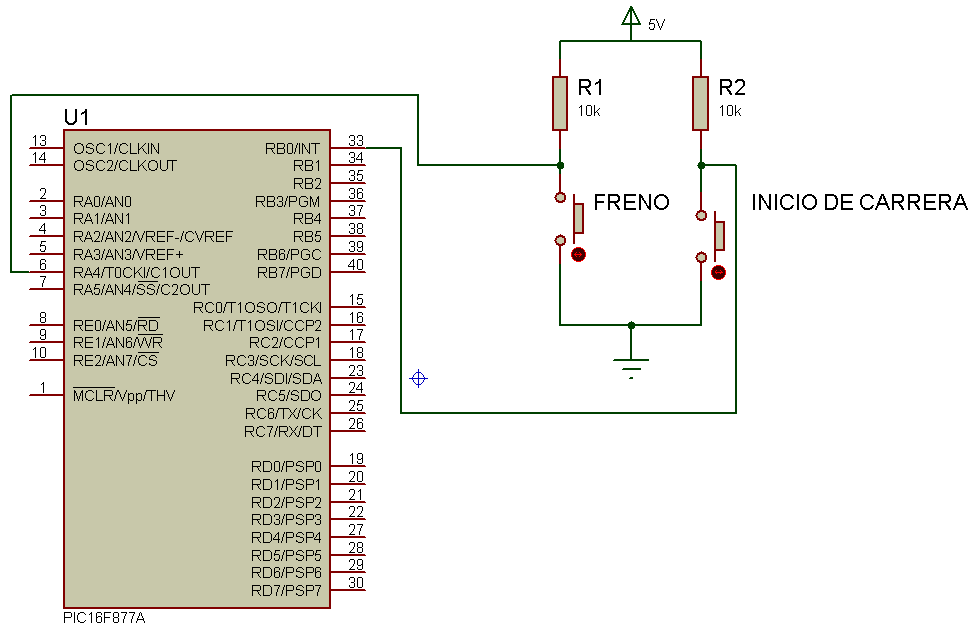 5V
R1
10k
R2
10k
FRENO
INICIO DE CARRERA
U1
13 OSC1/CLKIN
14 OSC2/CLKOUT
2 RA0/AN0
3 RA1/AN1
4 RA2/AN2/VREF-/CVREF
5 RA3/AN3/VREF+
6 RA4/T0CKI/C1OUT
7 RA5/AN4/SS/C2OUT
8 RE0/AN5/RD
9 RE1/AN6/WR
10 RE2/AN7/CS
1 MCLR/Vpp/THV
RB0/INT 33
RB1 34
RB2 35
RB3/PGM 36
RB4 37
RB5 38
RB6/PGC 39
RB7/PGD 40
RC0/T1OSO/T1CKI 15
RC1/T1OSI/CCP2 16
RC2/CCP1 17
RC3/SCK/SCL 18
RC4/SDI/SDA 23
RC5/SDO 24
RC6/TX/CK 25
RC7/RX/DT 26
RD0/PSP0 19
RD1/PSP1 20
RD2/PSP2 21
RD3/PSP3 22
RD4/PSP4 27
RD5/PSP5 28
RD6/PSP6 29
RD7/PSP7 30
PIC16F877A